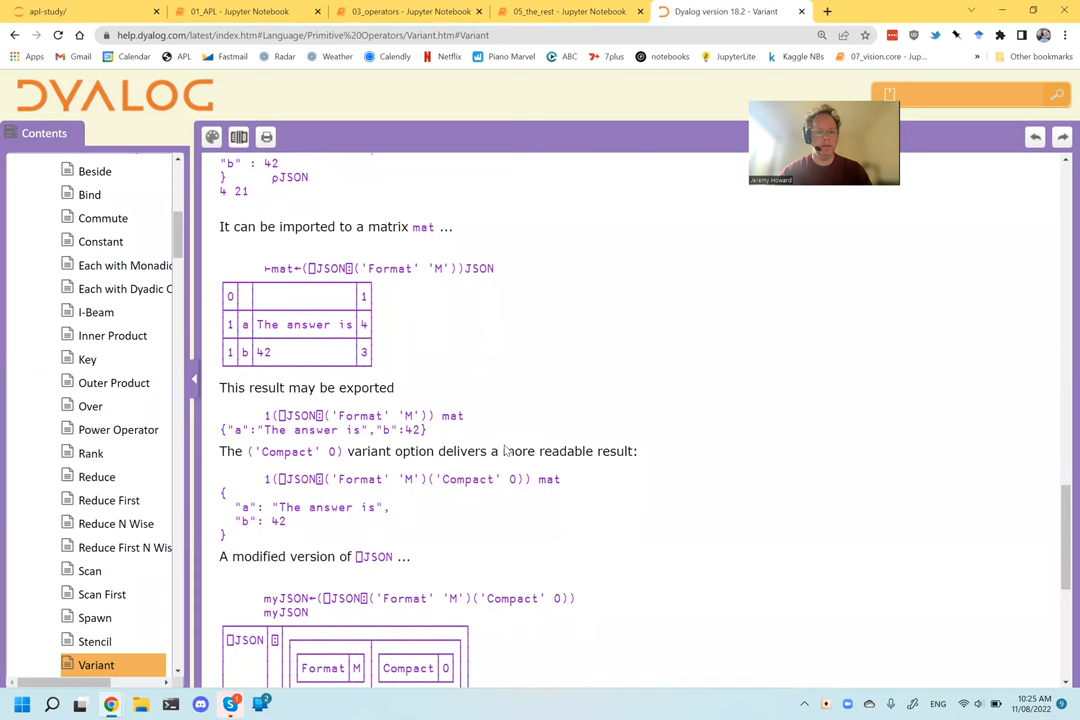 apl-study/
01_APL - Jupyter Notebook
03_operators - Jupyter Notebook
05_the_rest - Jupyter Notebook
Dyalog version 18.2 - Variant
help.dyalog.com/latest/index.htm#Language/Primitive%20Operators/Variant.htm#Variant
Apps
Gmail
Calendar
APL
Fastmail
Radar
Weather
Calendly
Netflix
Piano Marvel
ABC
7plus
notebooks
JupyterLite
Kaggle NBs
07_vision.core - Jup...
»
Other bookmarks
DYALOG
Contents
Beside
Bind
Commute
Constant
Each with Monadic
Each with Dyadic O
I-Beam
Inner Product
Key
Outer Product
Over
Power Operator
Rank
Reduce
Reduce First
Reduce N Wise
Reduce First N Wis
Scan
Scan First
Spawn
Stencil
Variant
"b" : 42
} ⍴JSON
4 21
It can be imported to a matrix mat ...
⊢mat←(⎕JSON⍠('Format' 'M'))JSON
0 1
1 a The answer is 4
1 b 42 3
This result may be exported
1(⎕JSON⍠('Format' 'M')) mat
{"a":"The answer is","b":42}
The ('Compact' 0) variant option delivers a more readable result:
1(⎕JSON⍠('Format' 'M')('Compact' 0)) mat
{
"a": "The answer is",
"b": 42
}
A modified version of ⎕JSON ...
myJSON←(⎕JSON⍠('Format' 'M')('Compact' 0))
myJSON
⎕JSON ⍠
Format M Compact 0
Jeremy Howard
1
2
ENG
10:25 AM
11/08/2022
9